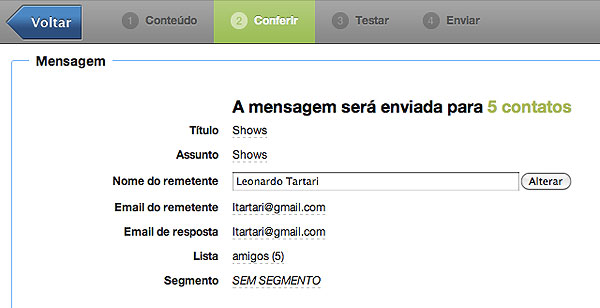 Voltar
1 Conteúdo 2 Conferir 3 Testar 4 Enviar
Mensagem
A mensagem será enviada para 5 contatos
Título Shows
Assunto Shows
Nome do remetente Leonardo Tartari Alterar
Email do remetente ltartari@gmail.com
Email de resposta ltartari@gmail.com
Lista amigos (5)
Segmento SEM SEGMENTO